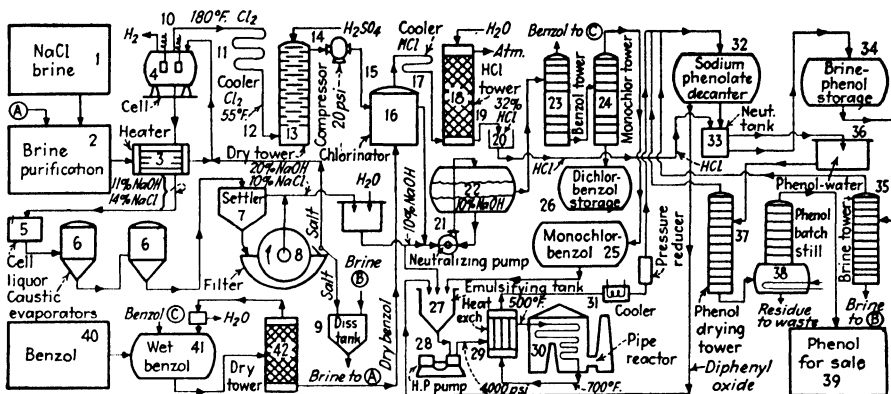 NaCl
brine 1
A
2
Brine
purification
H2
10
180°F. Cl2
11
4
Cell
Cooler
Cl2
55°F.
12
Heater
3
11% NaOH
14% NaCl
5
Cell
liquor
6
6
Caustic
evaporators
13
Dry tower
20% NaOH
10% NaCl
14
H2SO4
Compressor
20 psi
15
16
Chlorinator
Cooler
HCl
17
H2O
Atm.
HCl
tower
18
32%
HCl
19
20
HCl
Benzol to C
23
Benzol tower
24
Monochlor tower
Dichlor-
benzol
storage
26
32
Sodium
phenolate
decanter
Neut.
tank
33
HCl
34
Brine-
phenol
storage
36
Phenol-water
35
Brine tower
Brine
to B
37
Phenol
drying
tower
Phenol
batch
still
38
Residue
to waste
Phenol
for sale
39
Settler
7
Filter
8
Salt
Salt
H2O
10% NaOH
22
10% NaOH
21
Neutralizing pump
Monochlor-
benzol 25
Pressure
reducer
Brine
B
9
Diss
tank
Brine to A
Dry benzol
Emulsifying tank
27
Heat
exch
500°F.
31
Cooler
28
H.P pump
29
4000 psi
30
Pipe
reactor
~700°F.
Diphenyl
oxide
40
Benzol
Benzol C
H2O
Wet
benzol
41
Dry
tower
42